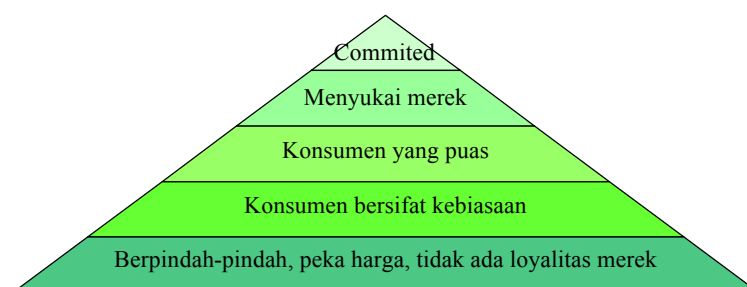 Commited
Menyukai merek
Konsumen yang puas
Konsumen bersifat kebiasaan
Berpindah-pindah, peka harga, tidak ada loyalitas merek